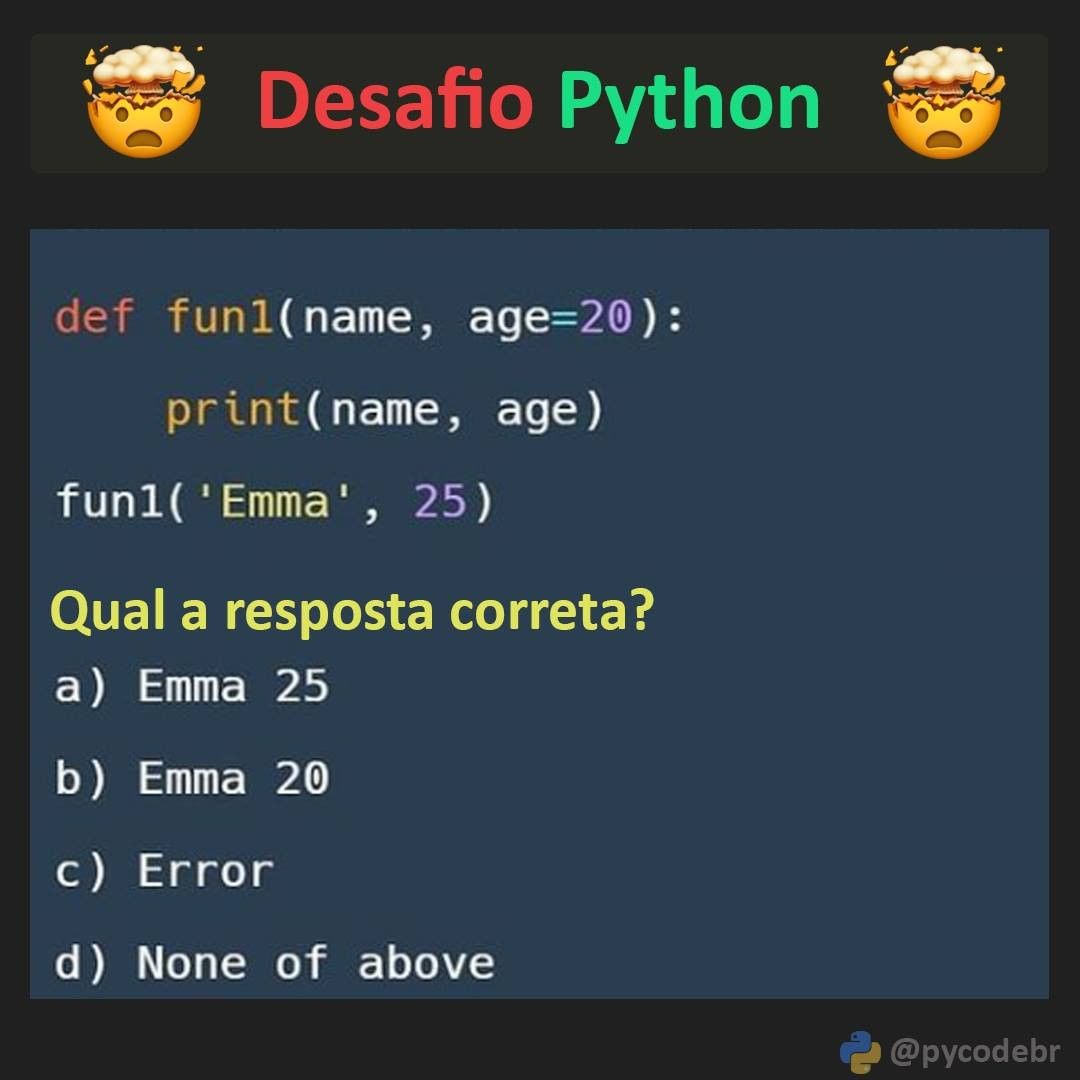 Desafio Python
def fun1(name, age=20):
    print(name, age)
fun1('Emma', 25)
Qual a resposta correta?
a) Emma 25
b) Emma 20
c) Error
d) None of above
@pycodebr